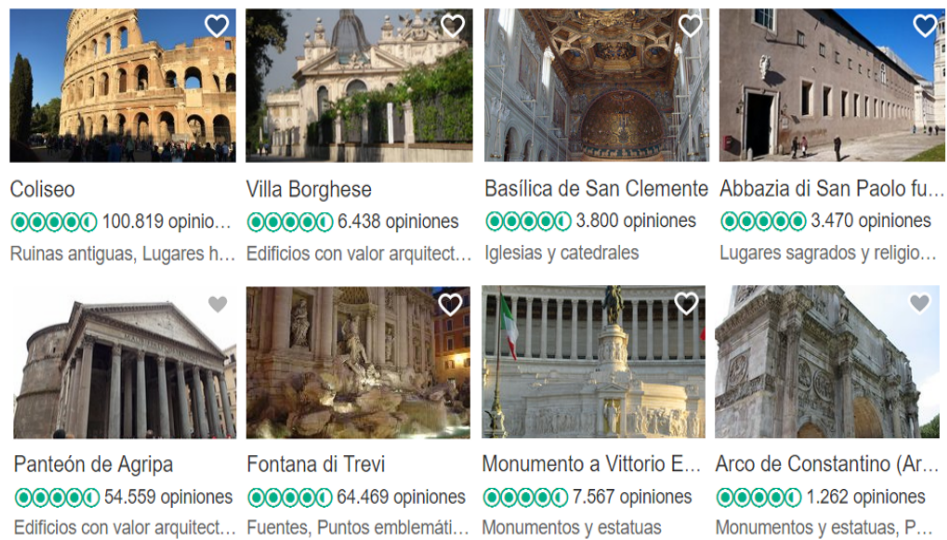 Coliseo
100.819 opinio...
Ruinas antiguas, Lugares h...
Villa Borghese
6.438 opiniones
Edificios con valor arquitect...
Basílica de San Clemente
3.800 opiniones
Iglesias y catedrales
Abbazia di San Paolo fu...
3.470 opiniones
Lugares sagrados y religio...
Panteón de Agripa
54.559 opiniones
Edificios con valor arquitect...
Fontana di Trevi
64.469 opiniones
Fuentes, Puntos emblemáti...
Monumento a Vittorio E...
7.567 opiniones
Monumentos y estatuas
Arco de Constantino (Ar...
1.262 opiniones
Monumentos y estatuas, P...